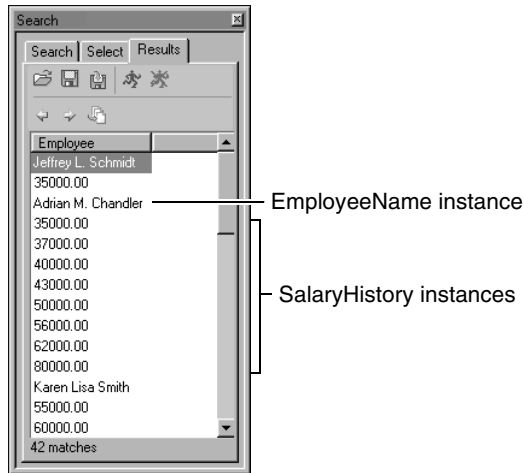 Search
Search Select Results
Employee
Jeffrey L. Schmidt
35000.00
Adrian M. Chandler
EmployeeName instance
35000.00
37000.00
40000.00
43000.00
SalaryHistory instances
50000.00
56000.00
62000.00
80000.00
Karen Lisa Smith
55000.00
60000.00
42 matches